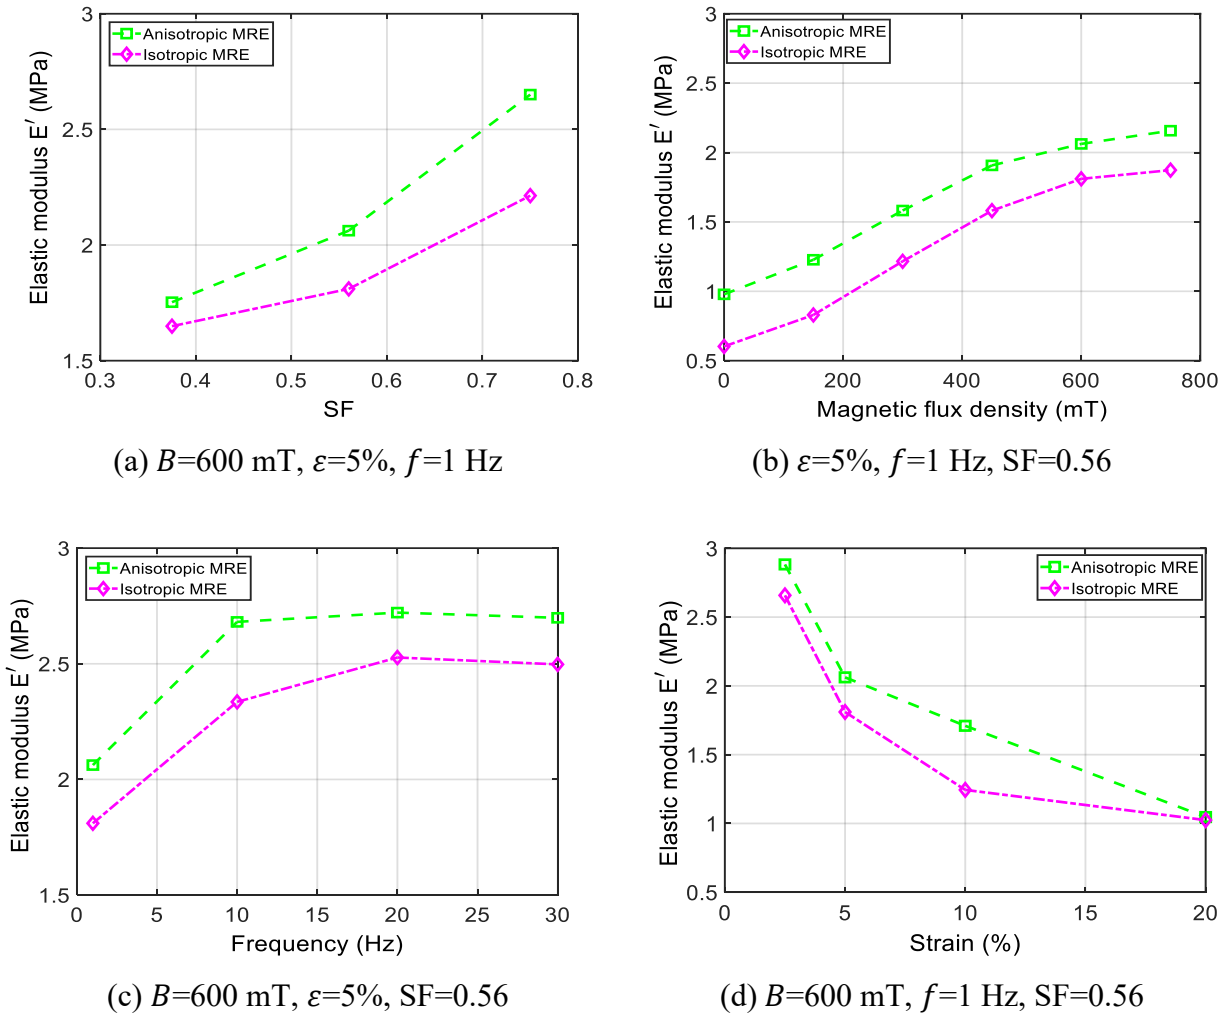 Elastic modulus E′ (MPa)
3
2.5
2
1.5
Anisotropic MRE
Isotropic MRE
0.3 0.4 0.5 0.6 0.7 0.8
SF
(a) B=600 mT, ε=5%, f=1 Hz
Elastic modulus E′ (MPa)
3
2.5
2
1.5
1
0.5
Anisotropic MRE
Isotropic MRE
0 200 400 600 800
Magnetic flux density (mT)
(b) ε=5%, f=1 Hz, SF=0.56
Elastic modulus E′ (MPa)
3
2.5
2
1.5
Anisotropic MRE
Isotropic MRE
0 5 10 15 20 25 30
Frequency (Hz)
(c) B=600 mT, ε=5%, SF=0.56
Elastic modulus E′ (MPa)
3
2.5
2
1.5
1
0.5
Anisotropic MRE
Isotropic MRE
0 5 10 15 20
Strain (%)
(d) B=600 mT, f=1 Hz, SF=0.56